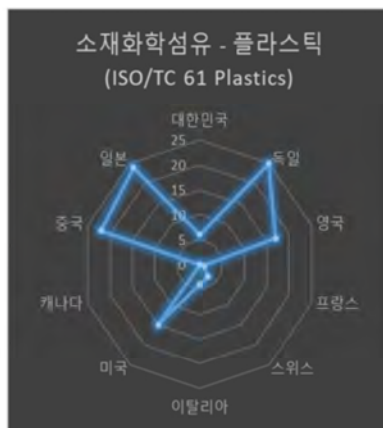 소재화학섬유 - 플라스틱
(ISO/TC 61 Plastics)
대한민국
25
일본
독일
20
15
중국
영국
10
5
0
캐나다
프랑스
미국
스위스
이탈리아